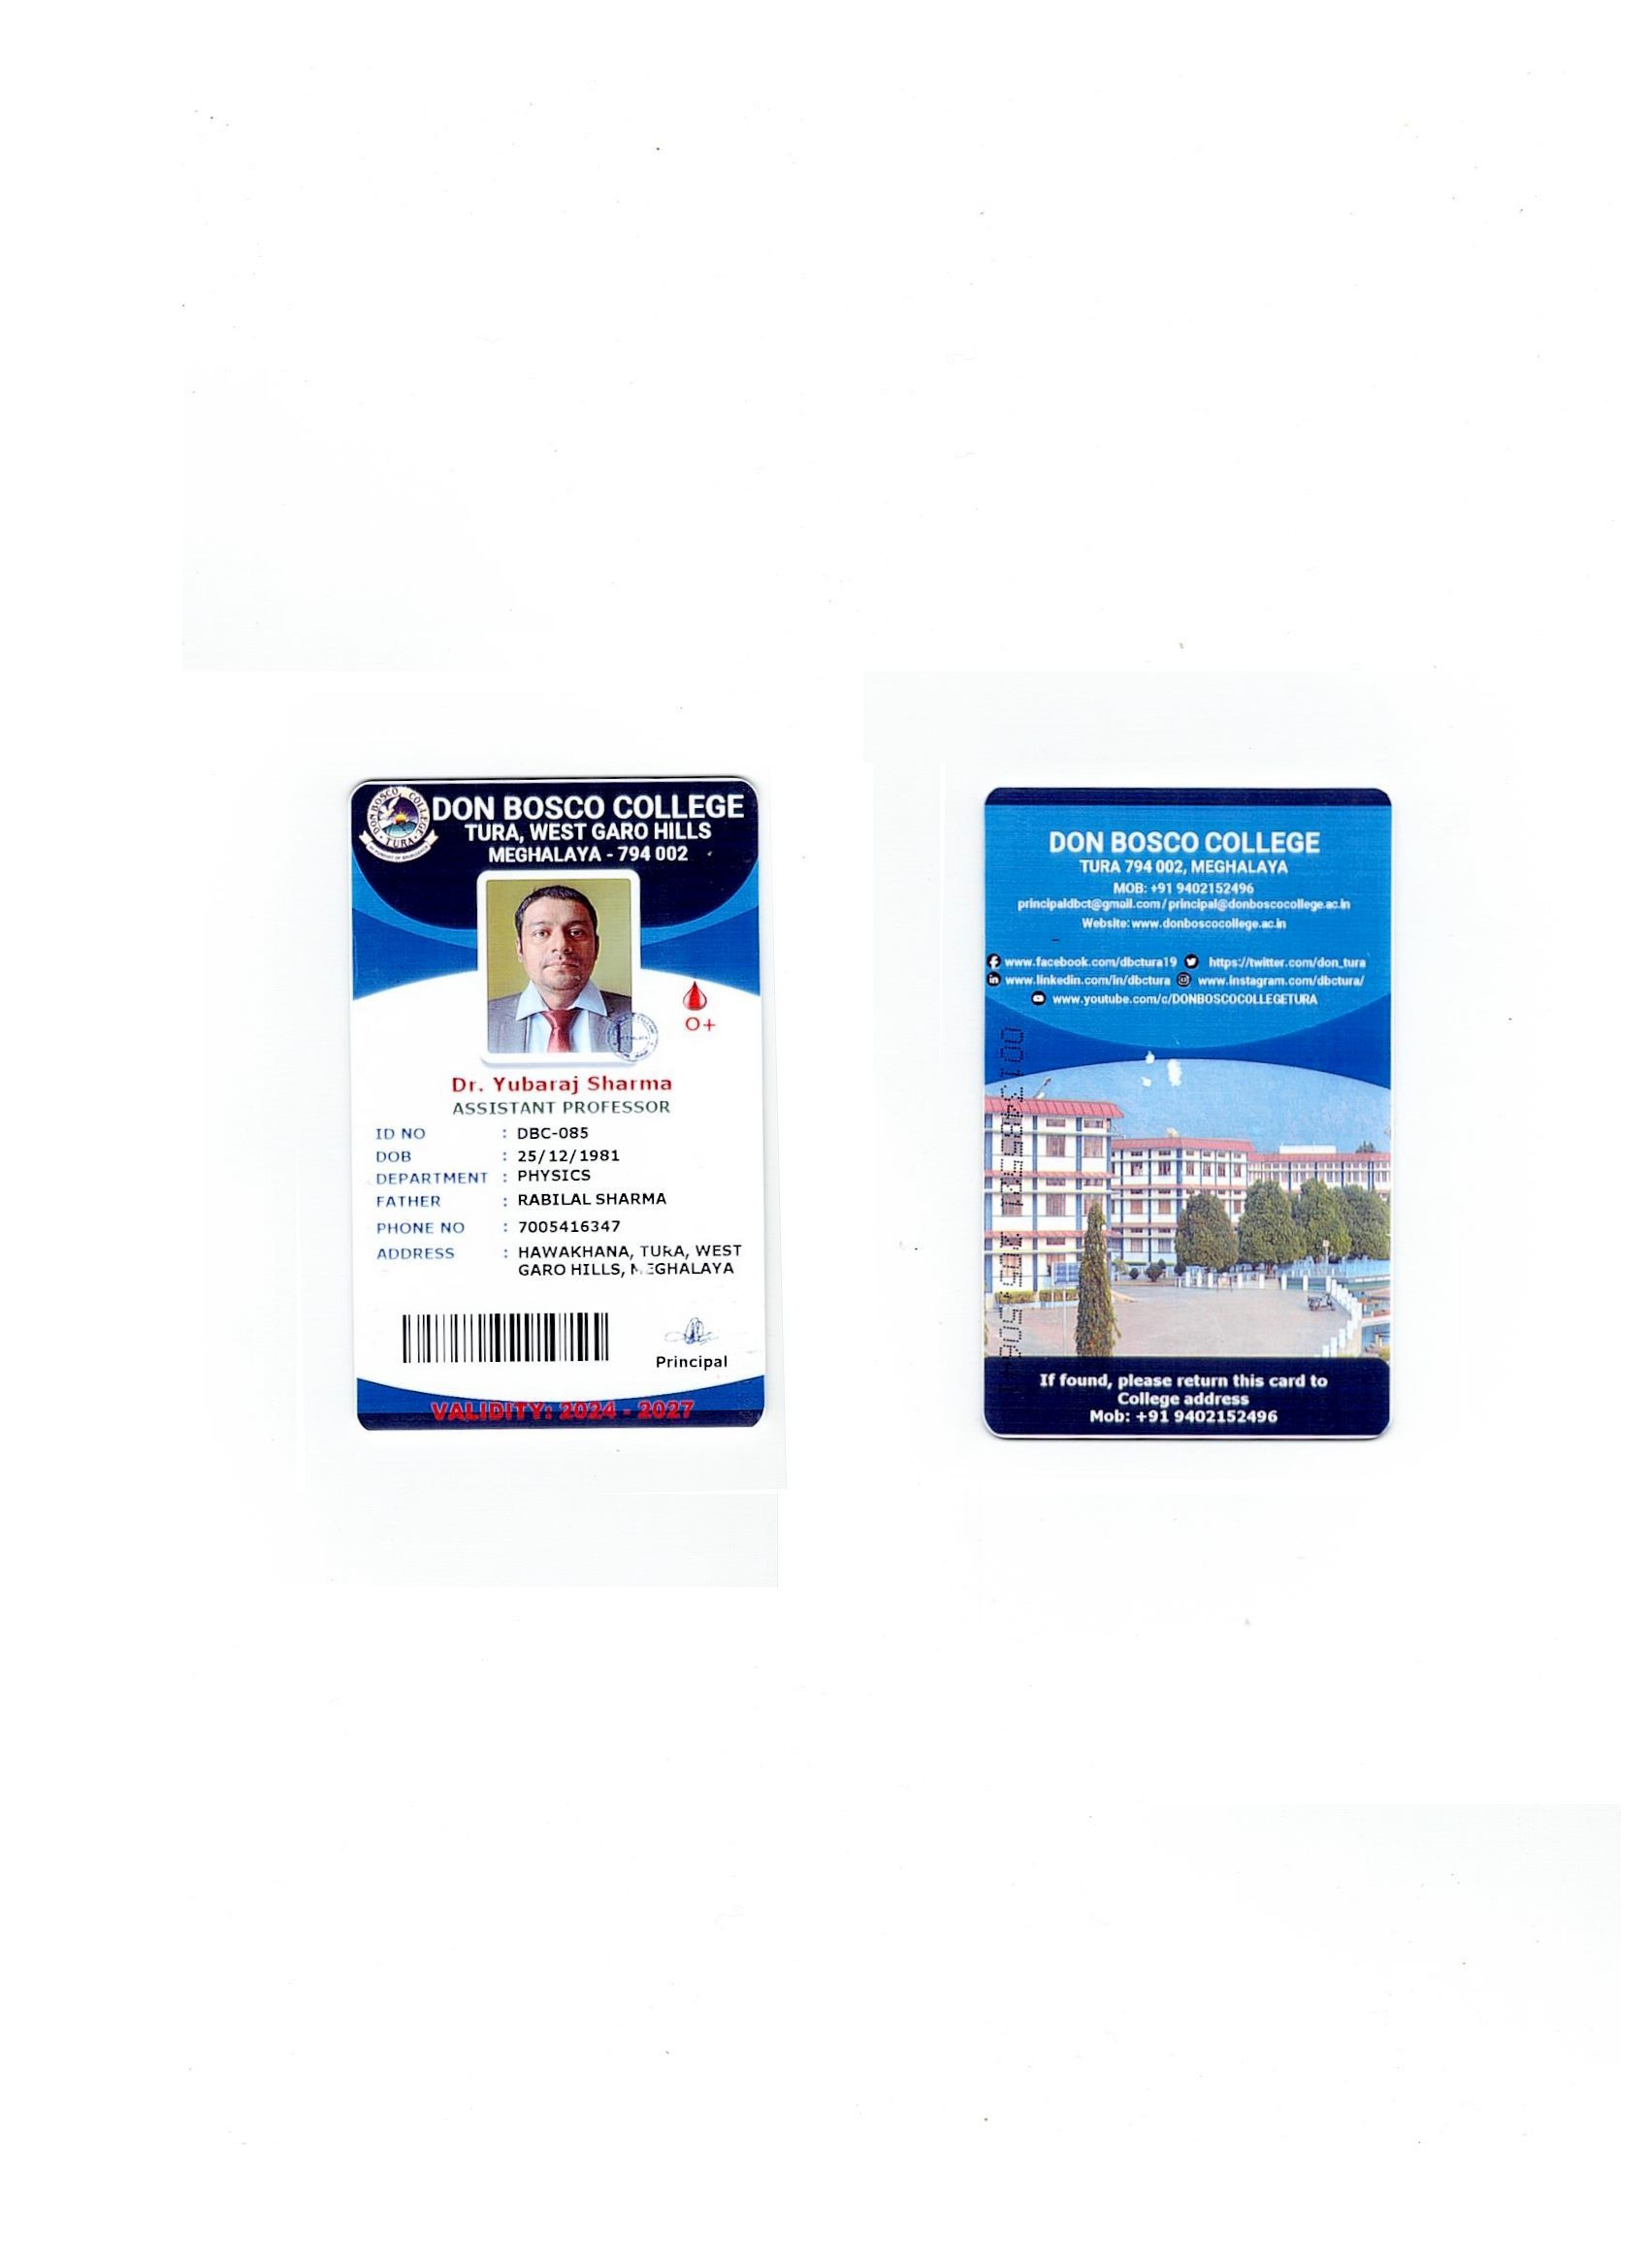 DON BOSCO COLLEGE
TURA, WEST GARO HILLS
MEGHALAYA - 794 002
DON BOSCO COLLEGE
TURA
O+
Dr. Yubaraj Sharma
ASSISTANT PROFESSOR
ID NO : DBC-085
DOB : 25/12/1981
DEPARTMENT : PHYSICS
FATHER : RABILAL SHARMA
PHONE NO : 7005416347
ADDRESS : HAWAKHANA, TURA, WEST
GARO HILLS, MEGHALAYA
Principal
VALIDITY: 2024 - 2027
DON BOSCO COLLEGE
TURA 794 002, MEGHALAYA
MOB: +91 9402152496
principaldbct@gmail.com / principal@donboscocollege.ac.in
Website: www.donboscocollege.ac.in
www.facebook.com/dbctura19 https://twitter.com/don_tura
www.linkedin.com/in/dbctura www.instagram.com/dbctura/
www.youtube.com/c/DONBOSCOCOLLEGETURA
If found, please return this card to
College address
Mob: +91 9402152496